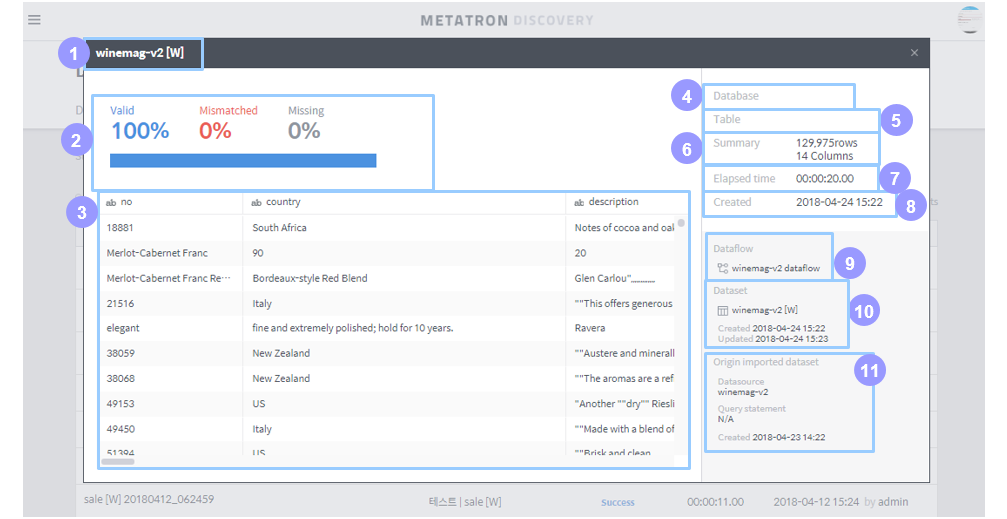 METATRON DISCOVERY
1 winemag-v2 [W]
2
Valid Mismatched Missing
100% 0% 0%
3
ab no ab country ab description
18881 South Africa Notes of cocoa and oak
Merlot-Cabernet Franc 90 20
Merlot-Cabernet Franc Re··· Bordeaux-style Red Blend Glen Carlou",,,,,,,,,,,
21516 Italy ""This offers generous
elegant fine and extremely polished; hold for 10 years. Ravera
38059 New Zealand ""Austere and minerall
38068 New Zealand ""The aromas are a ref
49153 US "Another ""dry"" Riesli
49450 Italy ""Made with a blend of
51394 US ""Brisk and clean
4 Database
5 Table
6 Summary 129,975rows
14 Columns
7 Elapsed time 00:00:20.00
8 Created 2018-04-24 15:22
9 Dataflow
winemag-v2 dataflow
10 Dataset
winemag-v2 [W]
Created 2018-04-24 15:22
Updated 2018-04-24 15:23
11 Origin imported dataset
Datasource
winemag-v2
Query statement
N/A
Created 2018-04-23 14:22
sale [W] 20180412_062459 테스트 | sale [W] Success 00:00:11.00 2018-04-12 15:24 by admin